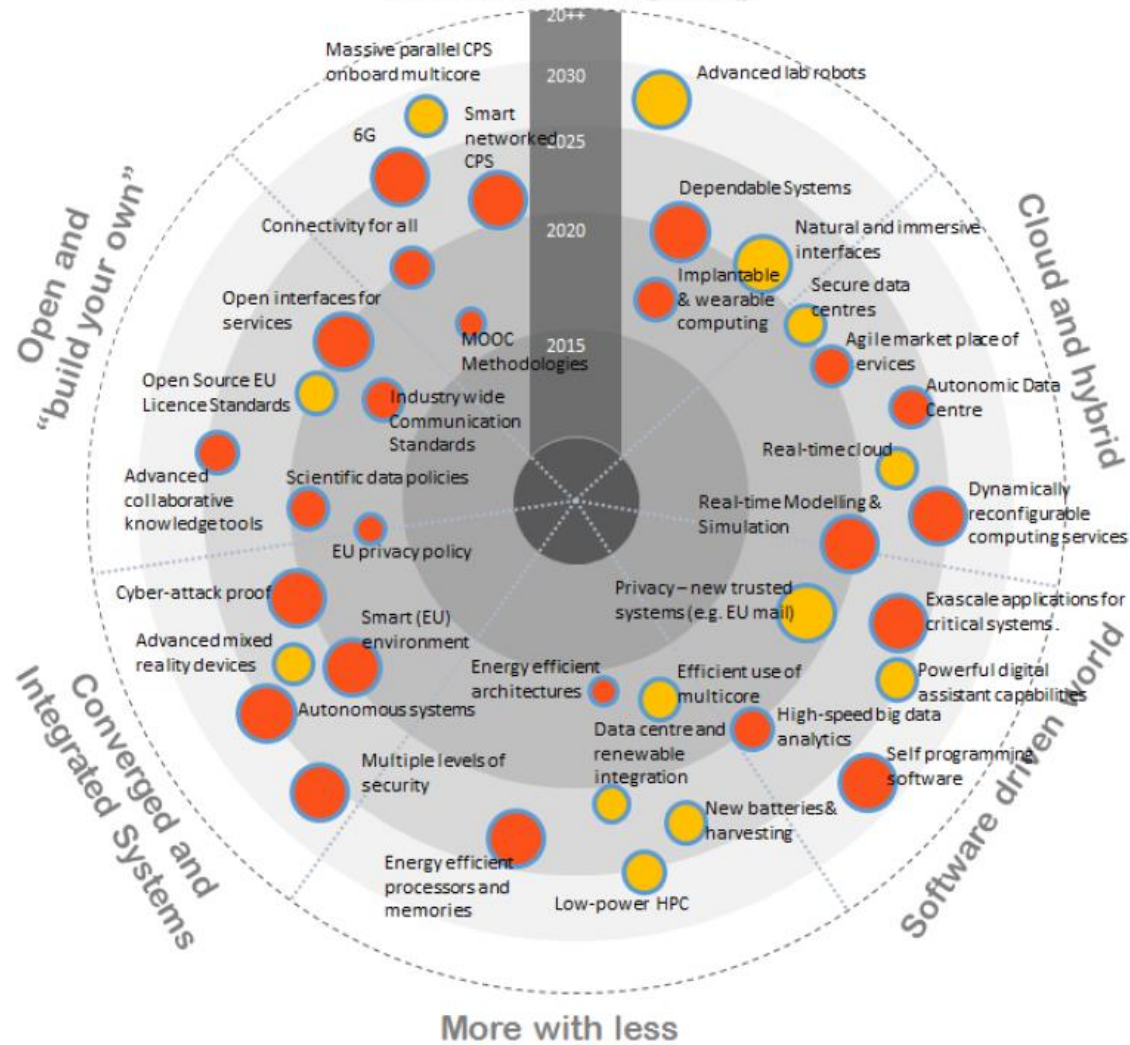 20++
2030
2025
2020
2015
Massive parallel CPS
onboard multicore
6G
Smart
networked
CPS
Connectivity for all
MOOC
Methodologies
Advanced lab robots
Dependable Systems
Natural and immersive
interfaces
Implantable
& wearable
computing
Secure data
centres
Agile market place of
services
Autonomic Data
Centre
Real-time cloud
Real-time Modelling &
Simulation
Dynamically
reconfigurable
computing services
Cloud and hybrid
Privacy – new trusted
systems (e.g. EU mail)
Exascale applications for
critical systems.
Powerful digital
assistant capabilities
High-speed big data
analytics
Self programming
software
Software driven world
Energy efficient
architectures
Efficient use of
multicore
Data centre and
renewable
integration
New batteries &
harvesting
Energy efficient
processors and
memories
Low-power HPC
More with less
Cyber-attack proof
Smart (EU)
environment
Advanced mixed
reality devices
Autonomous systems
Multiple levels of
security
Converged and
Integrated Systems
Open interfaces for
services
Open Source EU
Licence Standards
Industry wide
Communication
Standards
Advanced
collaborative
knowledge tools
Scientific data policies
EU privacy policy
Open and
“build your own”